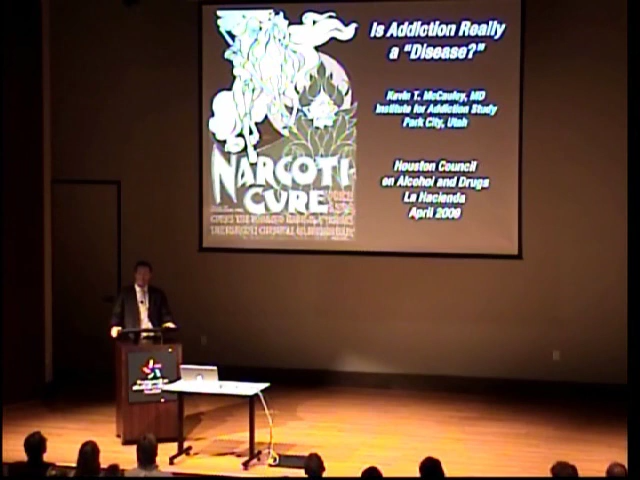 Is Addiction Really
a "Disease?"
Kevin T. McCauley, MD
Institute for Addiction Study
Park City, Utah
NARCOTI-
CURE
Houston Council
on Alcohol and Drugs
La Hacienda
April 2009